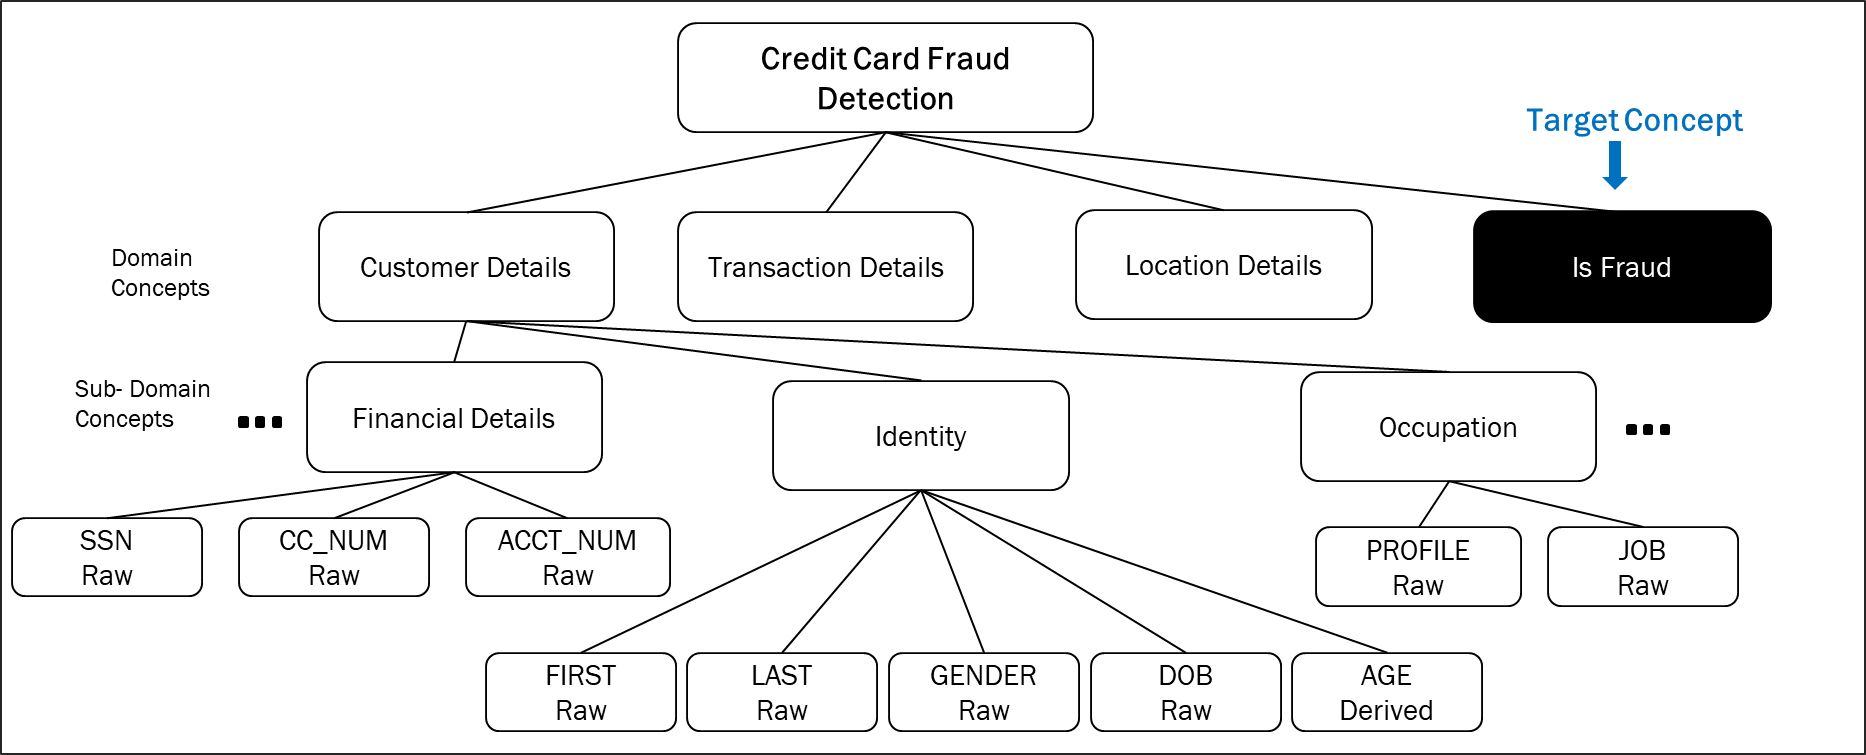 Credit Card Fraud
Detection
Target Concept
Domain
Concepts
Customer Details
Transaction Details
Location Details
Is Fraud
Sub- Domain
Concepts
Financial Details
Identity
Occupation
SSN
Raw
CC_NUM
Raw
ACCT_NUM
Raw
PROFILE
Raw
JOB
Raw
FIRST
Raw
LAST
Raw
GENDER
Raw
DOB
Raw
AGE
Derived